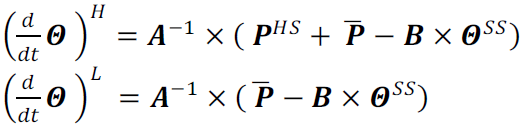 (d/dt Θ)^H = A^{-1} × ( P^{HS} + P̅ − B × Θ^{SS})
(d/dt Θ)^L = A^{-1} × ( P̅ − B × Θ^{SS})